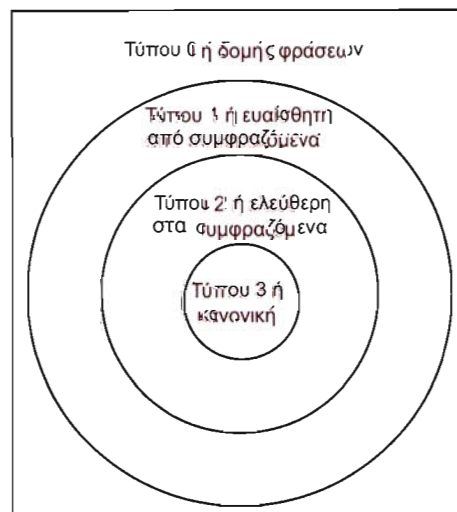 Τύπου 0 ή δομής φράσεων
Τύπου 1 ή ευαίσθητη
από συμφραζόμενα
Τύπου 2 ή ελεύθερη
στα συμφραζόμενα
Τύπου 3 ή
κανονική